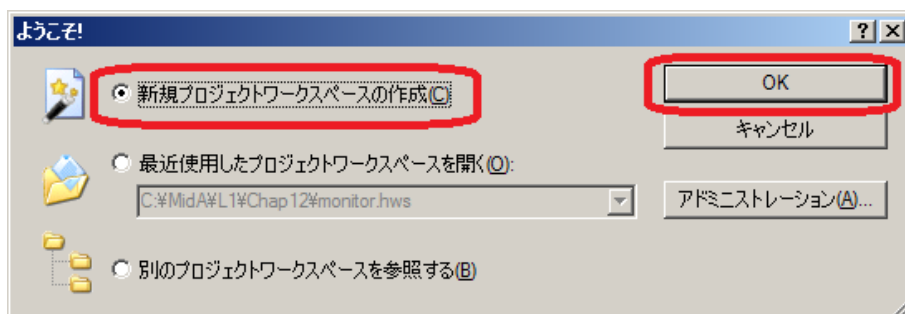 ようこそ!
新規プロジェクトワークスペースの作成(C)
OK
キャンセル
最近使用したプロジェクトワークスペースを開く(O):
C:¥MidA¥L1¥Chap12¥monitor.hws
アドミニストレーション(A)...
別のプロジェクトワークスペースを参照する(B)